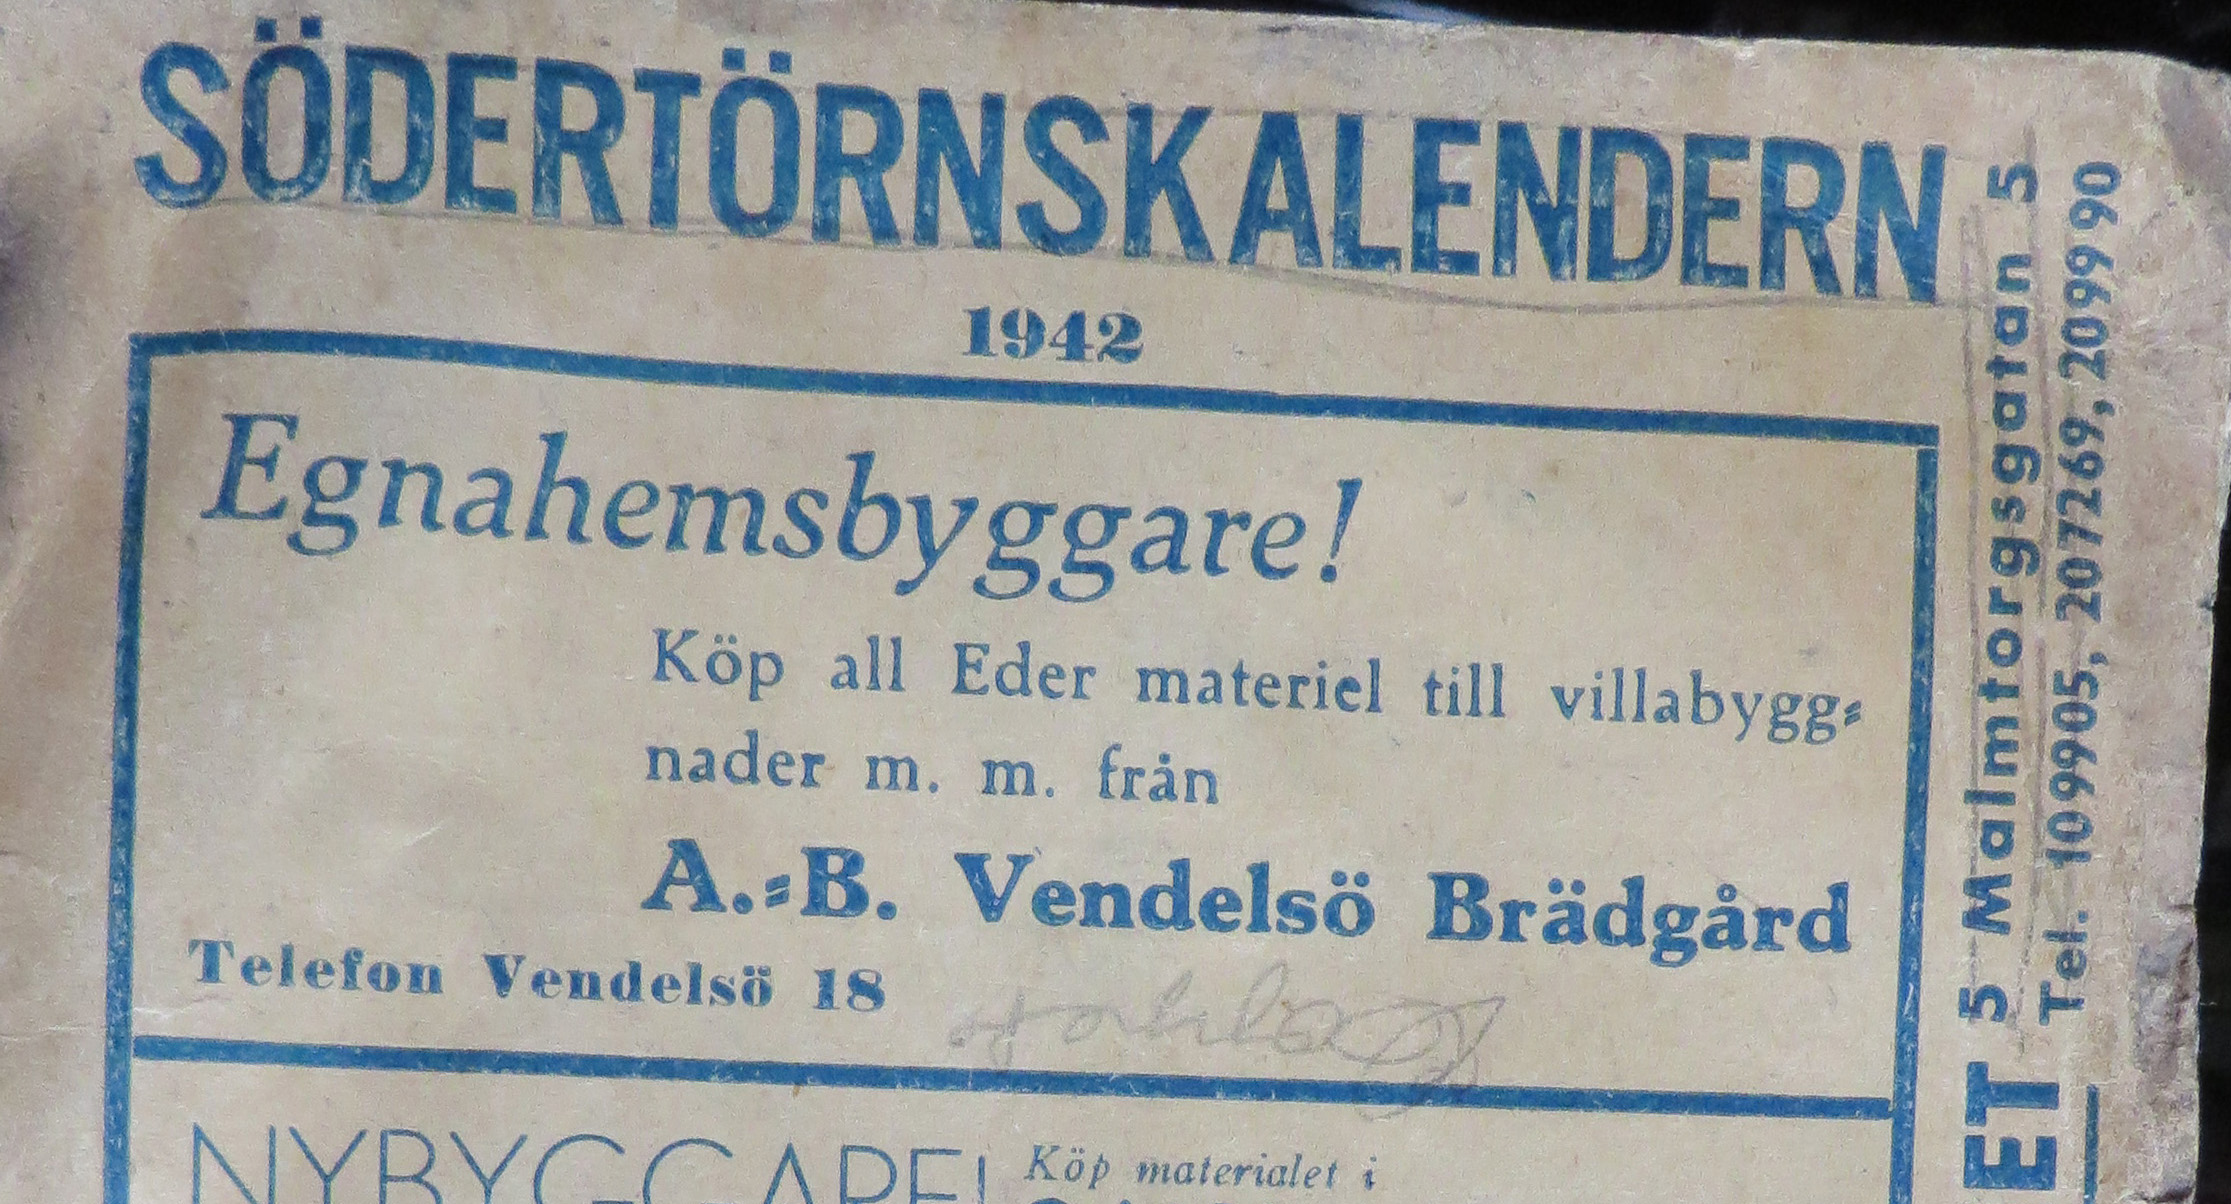 SÖDERTÖRNSKALENDERN
1942
Egnahemsbyggare!
Köp all Eder materiel till villabygg-
nader m. m. från
A.-B. Vendelsö Brädgård
Telefon Vendelsö 18
NYBYGGARE!
Köp materialet i
ET 5 Malmtorgsgatan 5
Tel. 109905, 207269, 209990